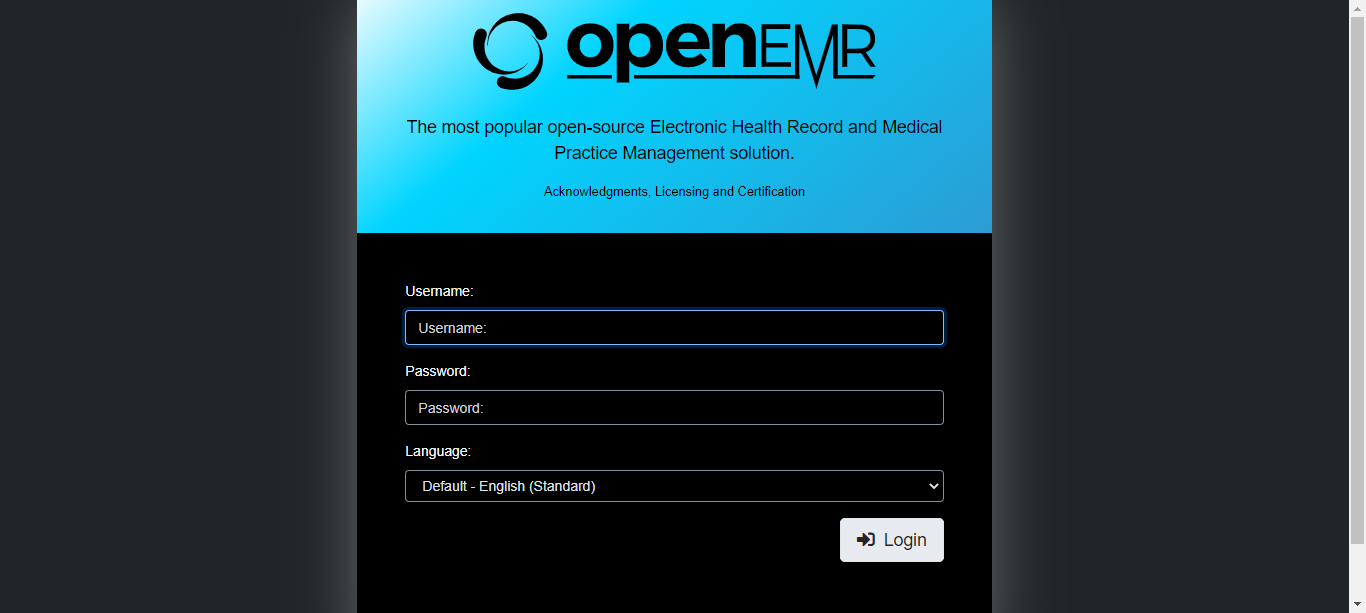 openEMR
The most popular open-source Electronic Health Record and Medical
Practice Management solution.
Acknowledgments, Licensing and Certification
Username:
Username:
Password:
Password:
Language:
Default - English (Standard)
Login